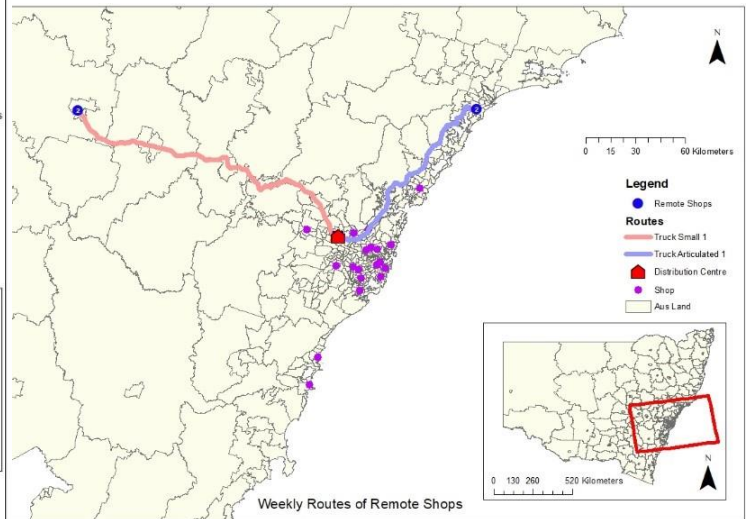 N
0 15 30 60 Kilometers
Legend
Remote Shops
Routes
Truck Small 1
Truck Articulated 1
Distribution Centre
Shop
Aus Land
2
2
0 130 260 520 Kilometers
N
Weekly Routes of Remote Shops